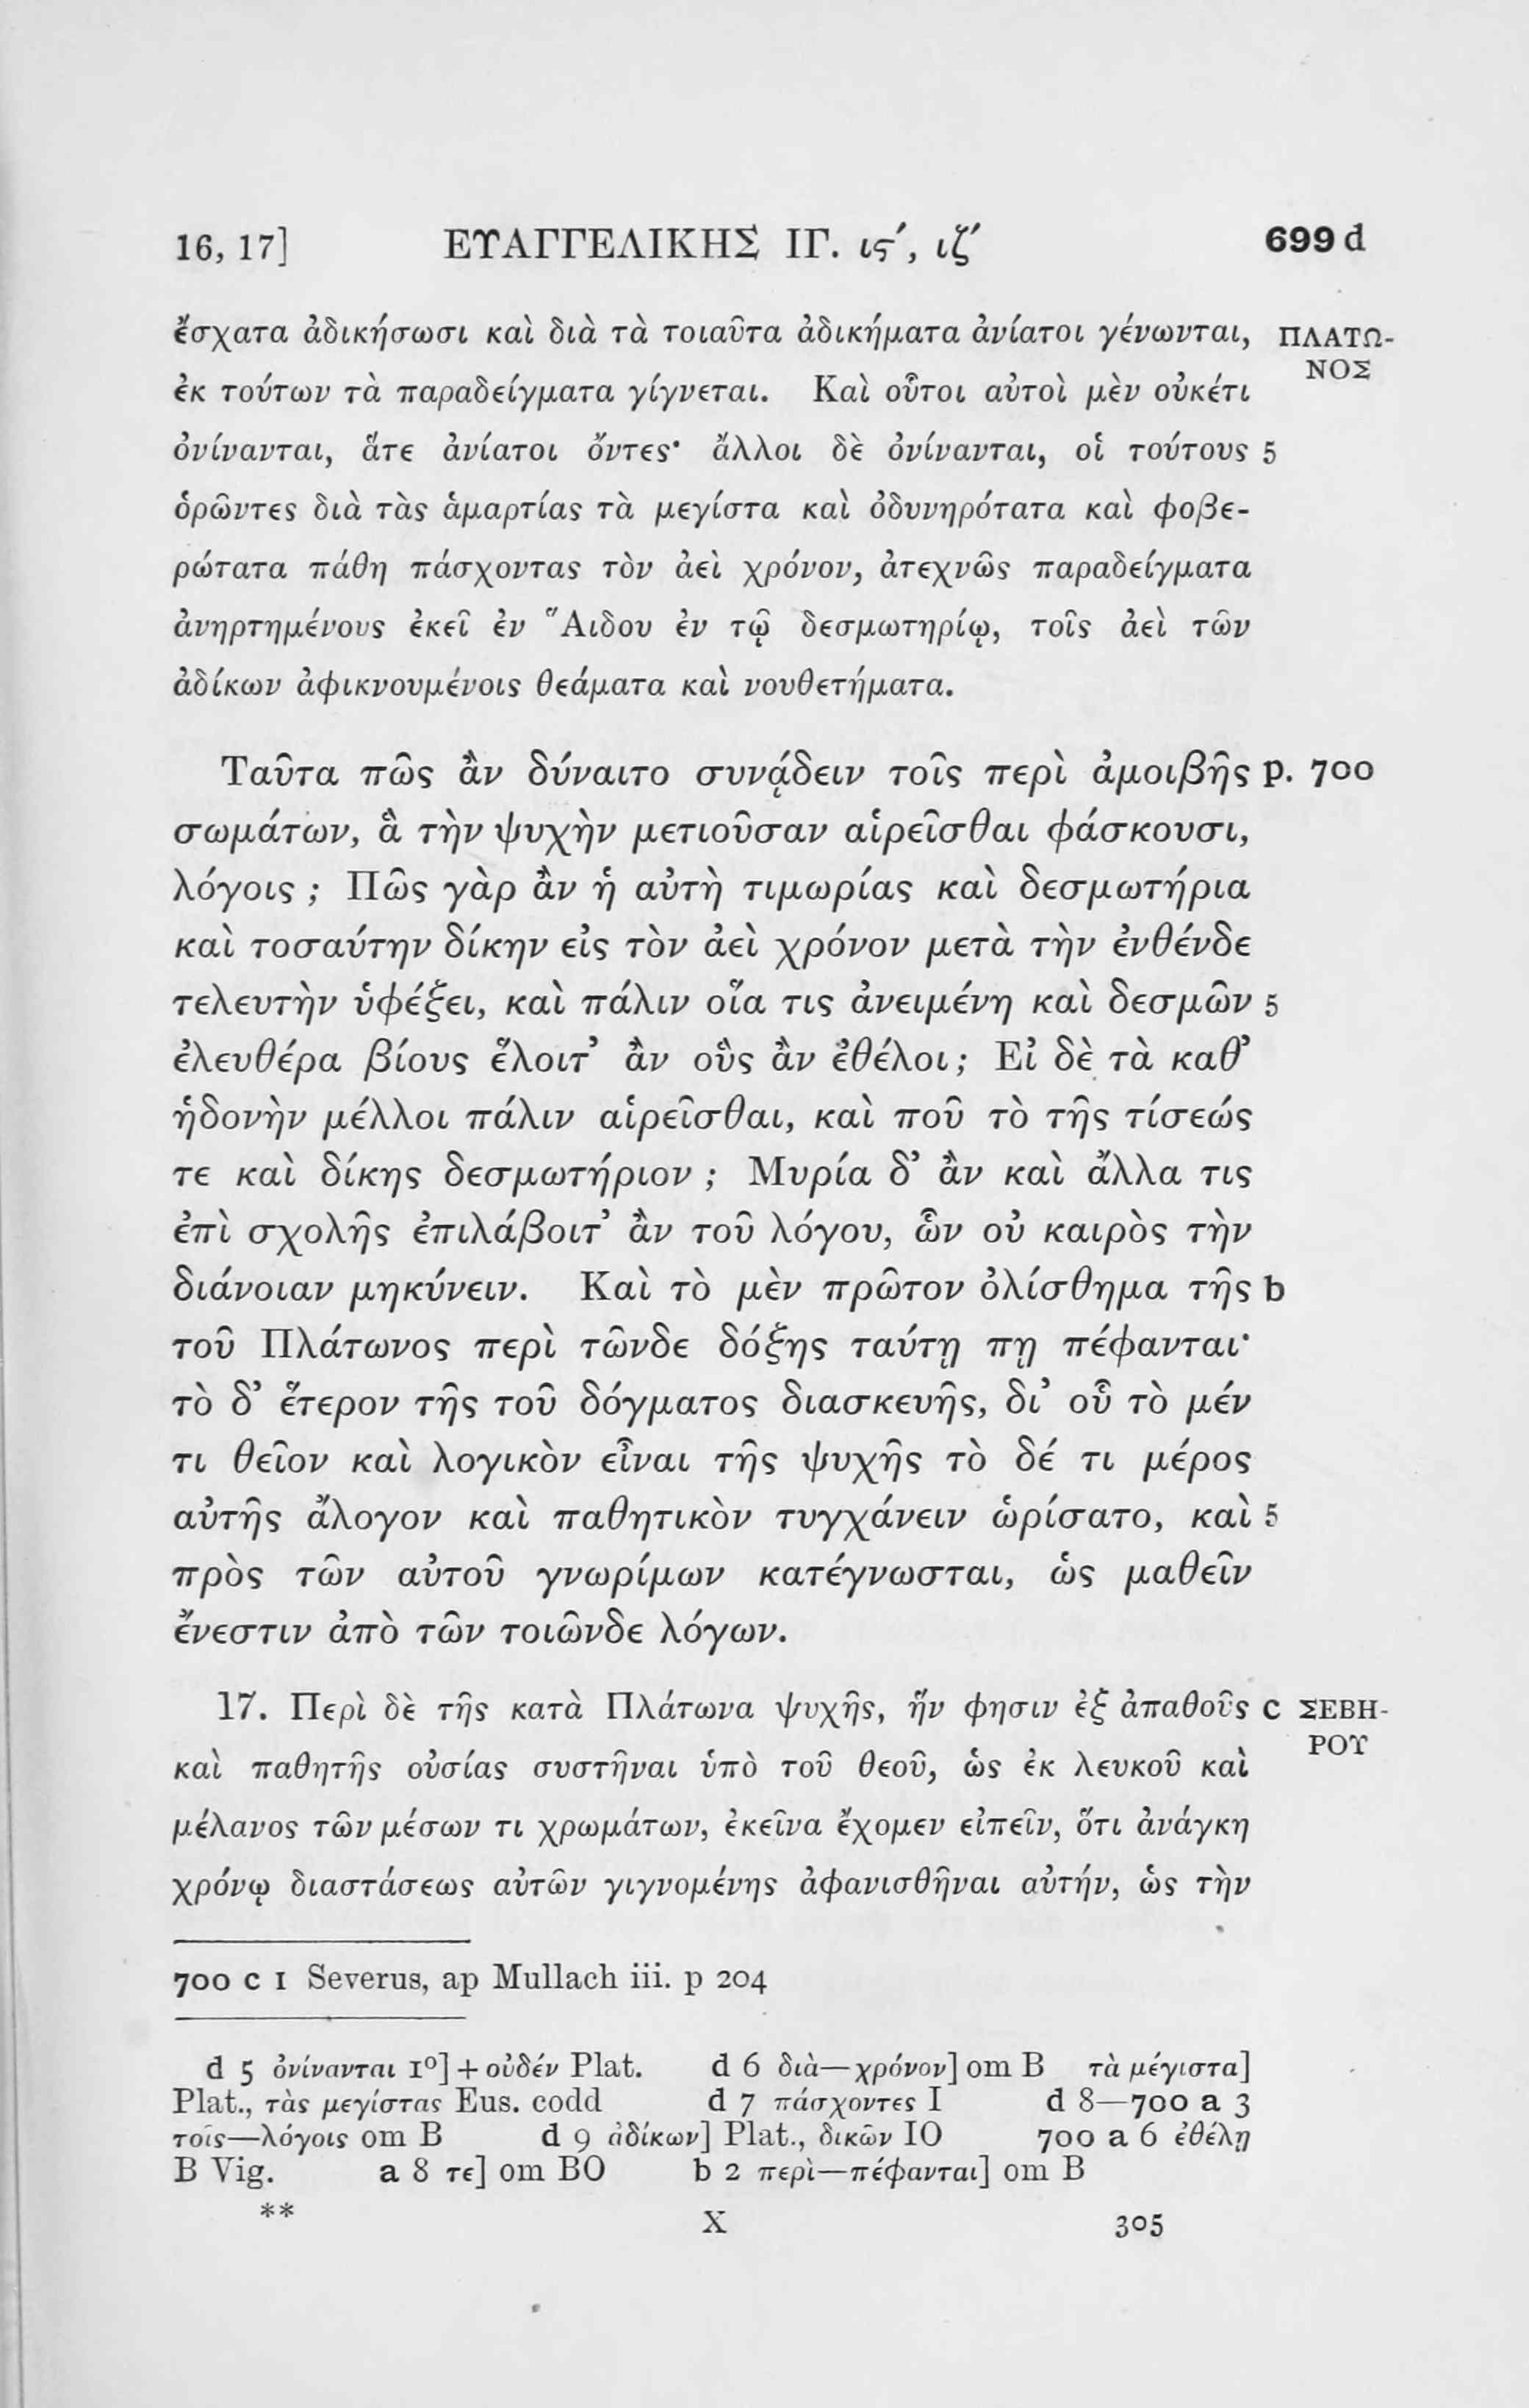 16, 17] ΕΥΑΓΓΕΛΙΚΗΣ ΙΓ. ις΄, ιζ΄ 699 d
ἔσχατα ἀδικήσωσι καὶ διὰ τὰ τοιαῦτα ἀδικήματα ἀνίατοι γένωνται, ΠΛΑΤΩ-
ΝΟΣ
ἐκ τούτων τὰ παραδείγματα γίγνεται. Καὶ οὗτοι αὐτοὶ μὲν οὐκέτι
ὀνίνανται, ἅτε ἀνίατοι ὄντες· ἄλλοι δὲ ὀνίνανται, οἱ τούτους 5
ὁρῶντες διὰ τὰς ἁμαρτίας τὰ μεγίστα καὶ ὀδυνηρότατα καὶ φοβε-
ρώτατα πάθη πάσχοντας τὸν ἀεὶ χρόνον, ἀτεχνῶς παραδείγματα
ἀνηρτημένους ἐκεῖ ἐν Ἅιδου ἐν τῷ δεσμωτηρίῳ, τοῖς ἀεὶ τῶν
ἀδίκων ἀφικνουμένοις θεάματα καὶ νουθετήματα.
Ταῦτα πῶς ἂν δύναιτο συνᾴδειν τοῖς περὶ ἀμοιβῆς p. 700
σωμάτων, ἃ τὴν ψυχὴν μετιοῦσαν αἱρεῖσθαι φάσκουσι,
λόγοις ; Πῶς γὰρ ἂν ἡ αὐτὴ τιμωρίας καὶ δεσμωτήρια
καὶ τοσαύτην δίκην εἰς τὸν ἀεὶ χρόνον μετὰ τὴν ἐνθένδε
τελευτὴν ὑφέξει, καὶ πάλιν οἵα τις ἀνειμένη καὶ δεσμῶν 5
ἐλευθέρα βίους ἕλοιτ’ ἂν οὓς ἂν ἐθέλοι; Εἰ δὲ τὰ καθ’
ἡδονὴν μέλλοι πάλιν αἱρεῖσθαι, καὶ ποῦ τὸ τῆς τίσεώς
τε καὶ δίκης δεσμωτήριον ; Μυρία δ’ ἂν καὶ ἄλλα τις
ἐπὶ σχολῆς ἐπιλάβοιτ’ ἂν τοῦ λόγου, ὧν οὐ καιρὸς τὴν
διάνοιαν μηκύνειν. Καὶ τὸ μὲν πρῶτον ὀλίσθημα τῆς b
τοῦ Πλάτωνος περὶ τῶνδε δόξης ταύτῃ πῃ πέφανται·
τὸ δ’ ἕτερον τῆς τοῦ δόγματος διασκευῆς, δι’ οὗ τὸ μέν
τι θεῖον καὶ λογικὸν εἶναι τῆς ψυχῆς τὸ δέ τι μέρος
αὐτῆς ἄλογον καὶ παθητικὸν τυγχάνειν ὡρίσατο, καὶ 5
πρὸς τῶν αὐτοῦ γνωρίμων κατέγνωσται, ὡς μαθεῖν
ἔνεστιν ἀπὸ τῶν τοιῶνδε λόγων.
17. Περὶ δὲ τῆς κατὰ Πλάτωνα ψυχῆς, ἥν φησιν ἐξ ἀπαθοῦς c ΣΕΒΗ-
ΡΟΥ
καὶ παθητῆς οὐσίας συστῆναι ὑπὸ τοῦ θεοῦ, ὡς ἐκ λευκοῦ καὶ
μέλανος τῶν μέσων τι χρωμάτων, ἐκεῖνα ἔχομεν εἰπεῖν, ὅτι ἀνάγκη
χρόνῳ διαστάσεως αὐτῶν γιγνομένης ἀφανισθῆναι αὐτήν, ὡς τὴν
700 c 1 Severus, ap Mullach iii. p 204
d 5 ὀνίνανται 1º] + οὐδέν Plat. d 6 διὰ—χρόνον] om B τὰ μέγιστα]
Plat., τὰς μεγίστας Eus. codd d 7 πάσχοντες I d 8—700 a 3
τοῖς—λόγοις om B d 9 ἀδίκων] Plat., δικῶν IO 700 a 6 ἐθέλῃ
B Vig. a 8 τε] om BO b 2 περὶ—πέφανται] om B
** X 305